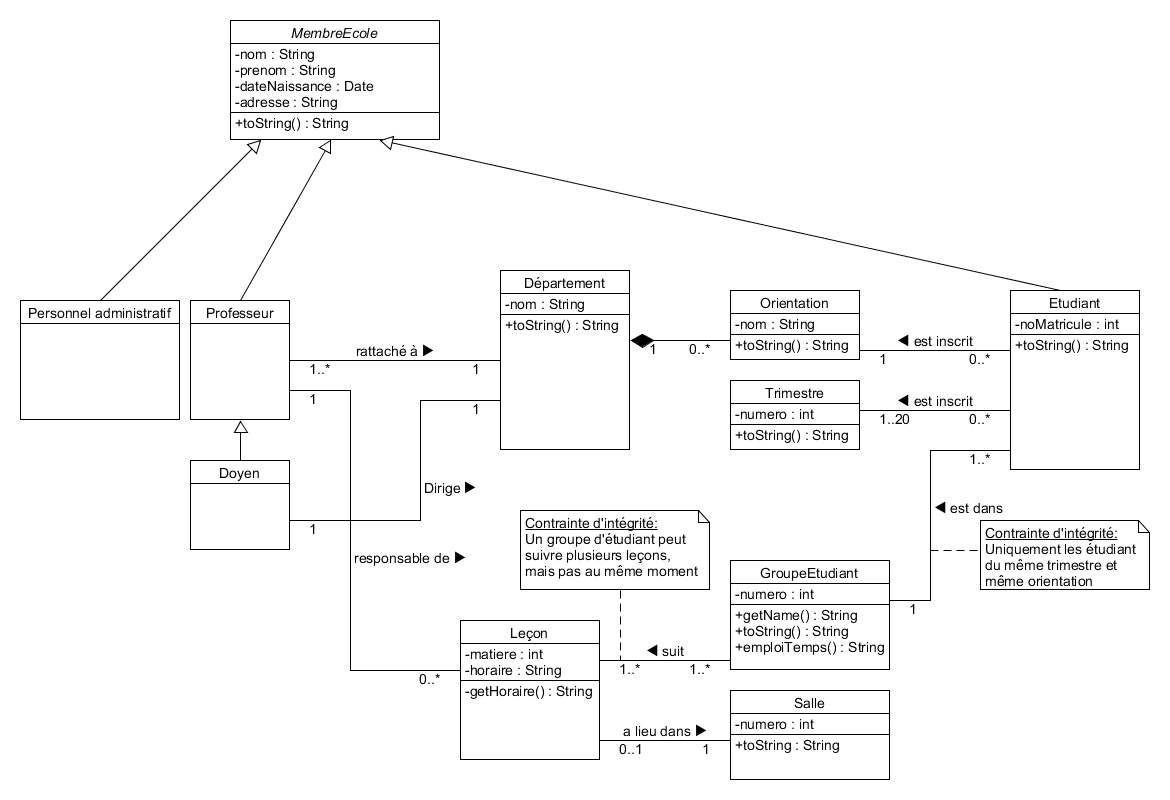 MembreEcole
-nom : String
-prenom : String
-dateNaissance : Date
-adresse : String
+toString() : String
Personnel administratif
Professeur
Département
-nom : String
+toString() : String
Orientation
-nom : String
+toString() : String
Etudiant
-noMatricule : int
+toString() : String
rattaché à ▶
1..*
1
1
0..*
◀ est inscrit
1
0..*
Trimestre
-numero : int
+toString() : String
◀ est inscrit
1..20
0..*
1
1
1..*
Doyen
1
Dirige ▶
responsable de ▶
◀ est dans
Contrainte d'intégrité:
Un groupe d'étudiant peut
suivre plusieurs leçons,
mais pas au même moment
Contrainte d'intégrité:
Uniquement les étudiant
du même trimestre et
même orientation
GroupeEtudiant
-numero : int
+getName() : String
+toString() : String
+emploiTemps() : String
1
Leçon
-matiere : int
-horaire : String
-getHoraire() : String
0..*
◀ suit
1..*
1..*
Salle
-numero : int
+toString : String
a lieu dans ▶
0..1
1